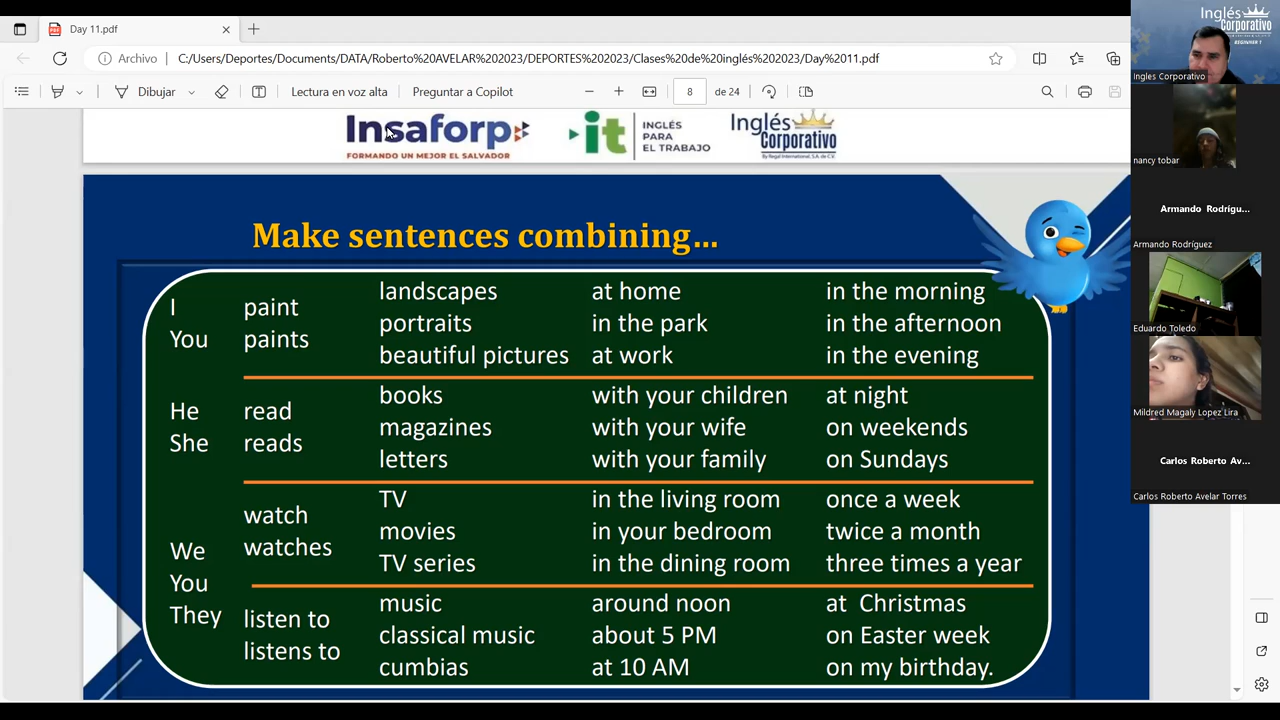 Day 11.pdf
Archivo
C:/Users/Deportes/Documents/DATA/Roberto%20AVELAR%202023/DEPORTES%202023/Clases%20de%20inglés%202023/Day%2011.pdf
Dibujar
Lectura en voz alta
Preguntar a Copilot
8
de 24
Insaforp
FORMANDO UN MEJOR EL SALVADOR
it
INGLÉS
PARA
EL TRABAJO
Inglés
Corporativo
By Regal International, S.A. de C.V.
Make sentences combining...
I
You
paint
paints
landscapes
portraits
beautiful pictures
at home
in the park
at work
in the morning
in the afternoon
in the evening
He
She
read
reads
books
magazines
letters
with your children
with your wife
with your family
at night
on weekends
on Sundays
We
You
They
watch
watches
TV
movies
TV series
in the living room
in your bedroom
in the dining room
once a week
twice a month
three times a year
listen to
listens to
music
classical music
cumbias
around noon
about 5 PM
at 10 AM
at Christmas
on Easter week
on my birthday.
Inglés
Corporativo
BEGINNER 1
Ingles Corporativo
nancy tobar
Armando Rodrígu...
Armando Rodríguez
Eduardo Toledo
Mildred Magaly Lopez Lira
Carlos Roberto Av...
Carlos Roberto Avelar Torres